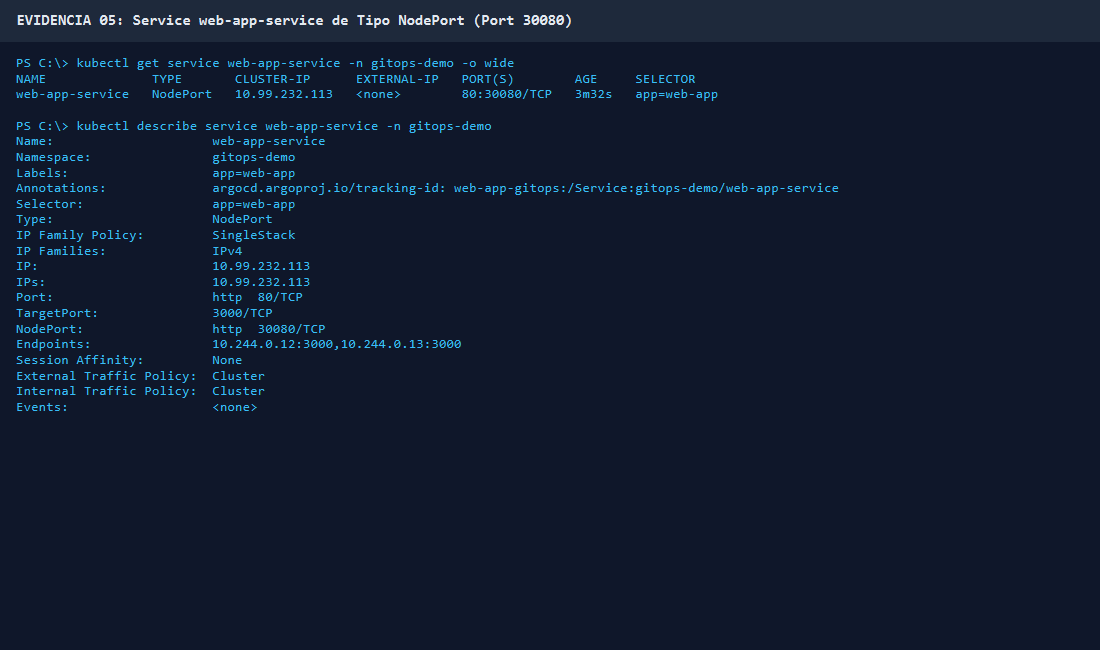 EVIDENCIA 05: Service web-app-service de Tipo NodePort (Port 30080)
PS C:\> kubectl get service web-app-service -n gitops-demo -o wide
NAME              TYPE       CLUSTER-IP      EXTERNAL-IP   PORT(S)        AGE     SELECTOR
web-app-service   NodePort   10.99.232.113   <none>        80:30080/TCP   3m32s   app=web-app
PS C:\> kubectl describe service web-app-service -n gitops-demo
Name:                     web-app-service
Namespace:                gitops-demo
Labels:                   app=web-app
Annotations:              argocd.argoproj.io/tracking-id: web-app-gitops:/Service:gitops-demo/web-app-service
Selector:                 app=web-app
Type:                     NodePort
IP Family Policy:         SingleStack
IP Families:              IPv4
IP:                       10.99.232.113
IPs:                      10.99.232.113
Port:                     http  80/TCP
TargetPort:               3000/TCP
NodePort:                 http  30080/TCP
Endpoints:                10.244.0.12:3000,10.244.0.13:3000
Session Affinity:         None
External Traffic Policy:  Cluster
Internal Traffic Policy:  Cluster
Events:                   <none>